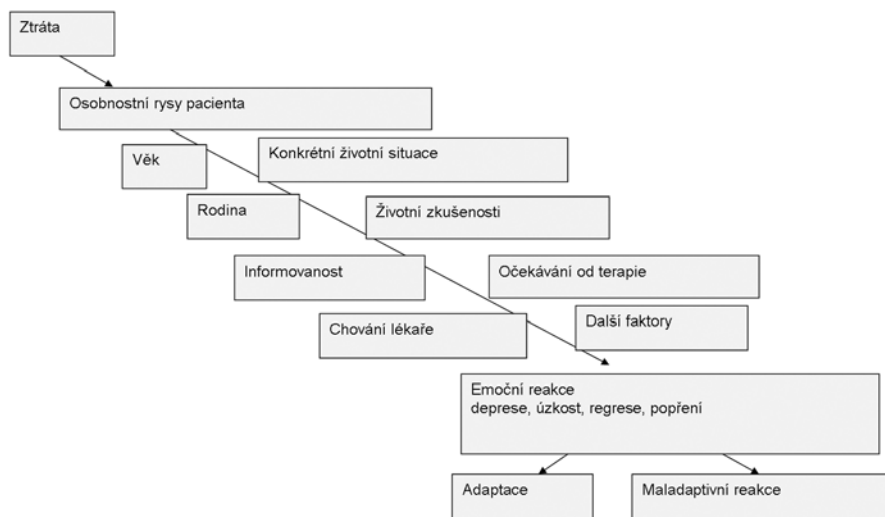 Ztráta
Osobnostní rysy pacienta
Věk
Konkrétní životní situace
Rodina
Životní zkušenosti
Informovanost
Očekávání od terapie
Chování lékaře
Další faktory
Emoční reakce
deprese, úzkost, regrese, popření
Adaptace
Maladaptivní reakce